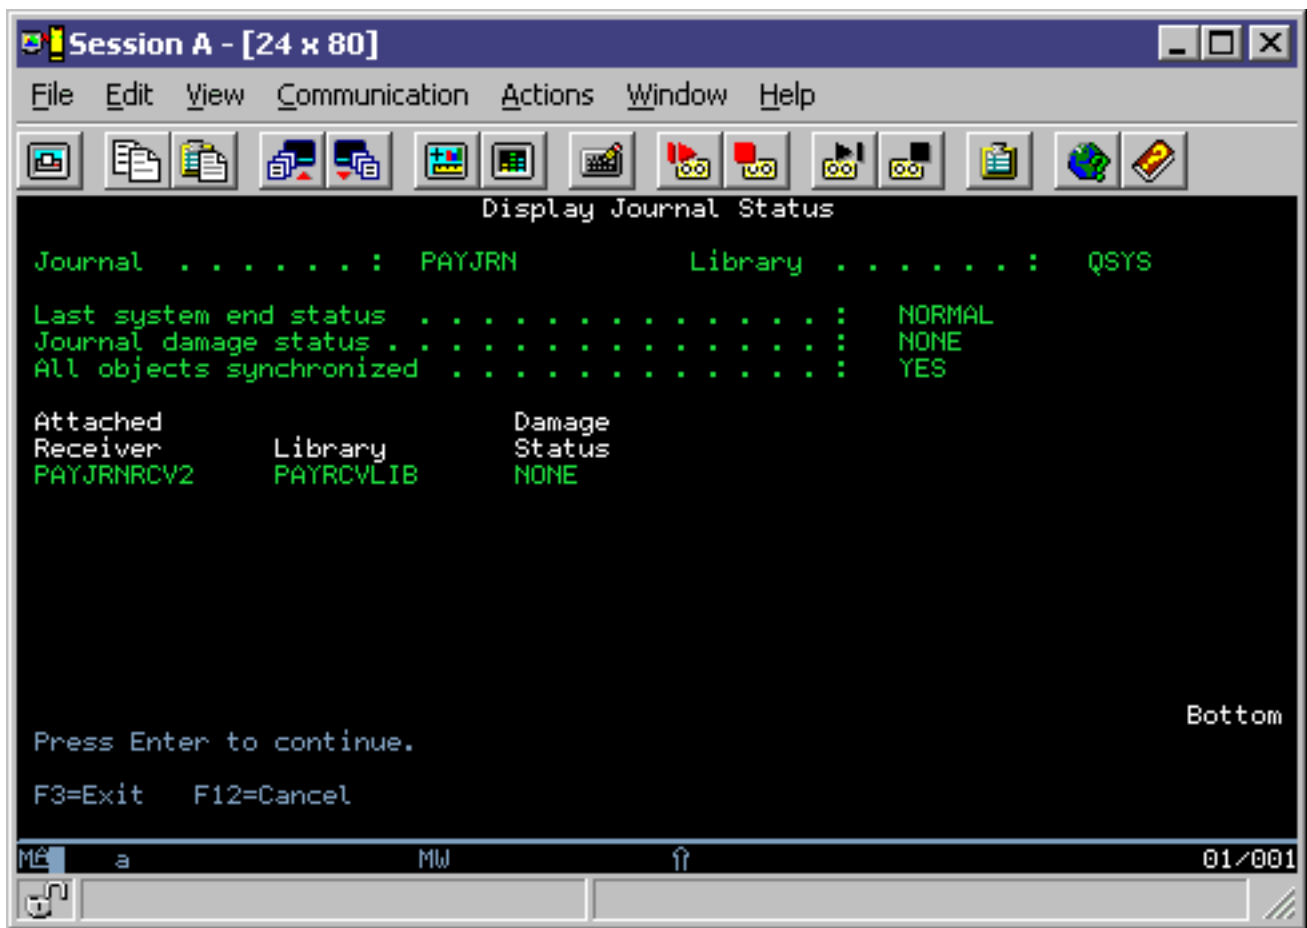 Session A - [24 x 80]
File Edit View Communication Actions Window Help
Display Journal Status
Journal . . . . . . : PAYJRN Library . . . . . . : QSYS
Last system end status . . . . . . . . . . . . . : NORMAL
Journal damage status . . . . . . . . . . . . . . : NONE
All objects synchronized . . . . . . . . . . . . : YES
Attached Damage
Receiver Library Status
PAYJRNRCV2 PAYRCVLIB NONE
Bottom
Press Enter to continue.
F3=Exit F12=Cancel
MA a MW 01/001